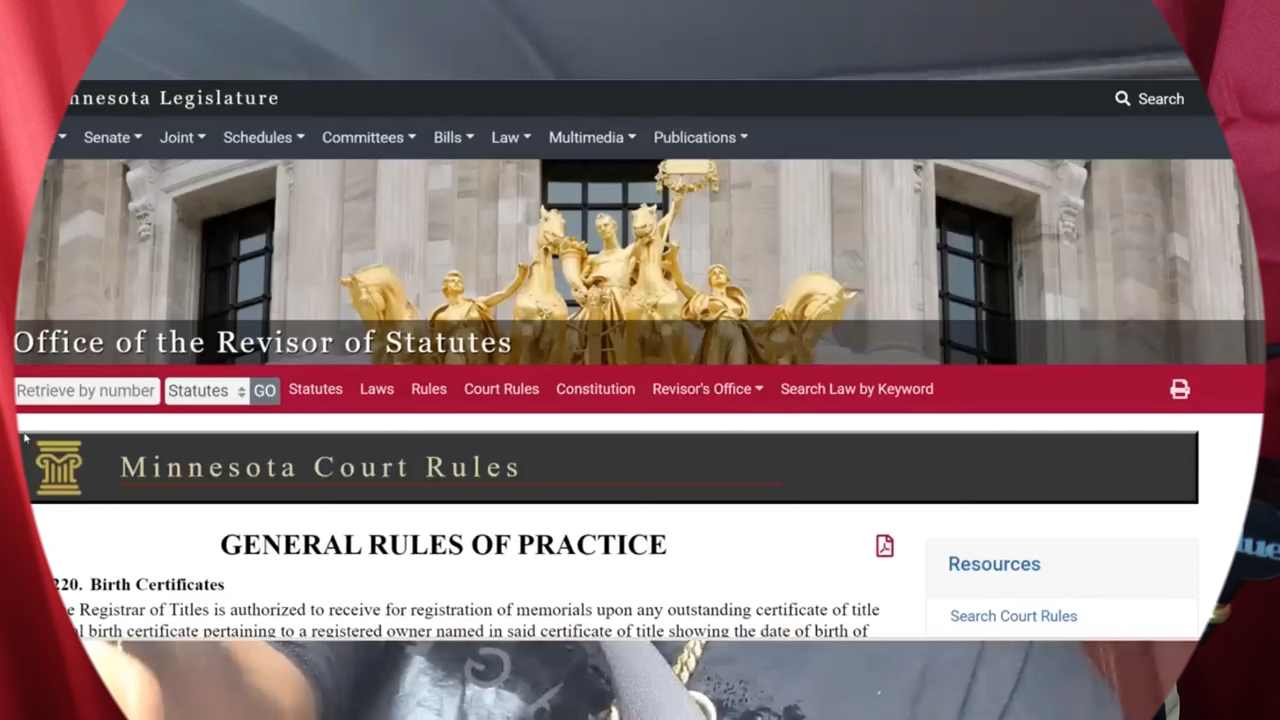 nnesota Legislature
Search
Senate Joint Schedules Committees Bills Law Multimedia Publications
Office of the Revisor of Statutes
Retrieve by number Statutes GO Statutes Laws Rules Court Rules Constitution Revisor's Office Search Law by Keyword
Minnesota Court Rules
GENERAL RULES OF PRACTICE
220. Birth Certificates
e Registrar of Titles is authorized to receive for registration of memorials upon any outstanding certificate of title
l birth certificate pertaining to a registered owner named in said certificate of title showing the date of birth of
Resources
Search Court Rules